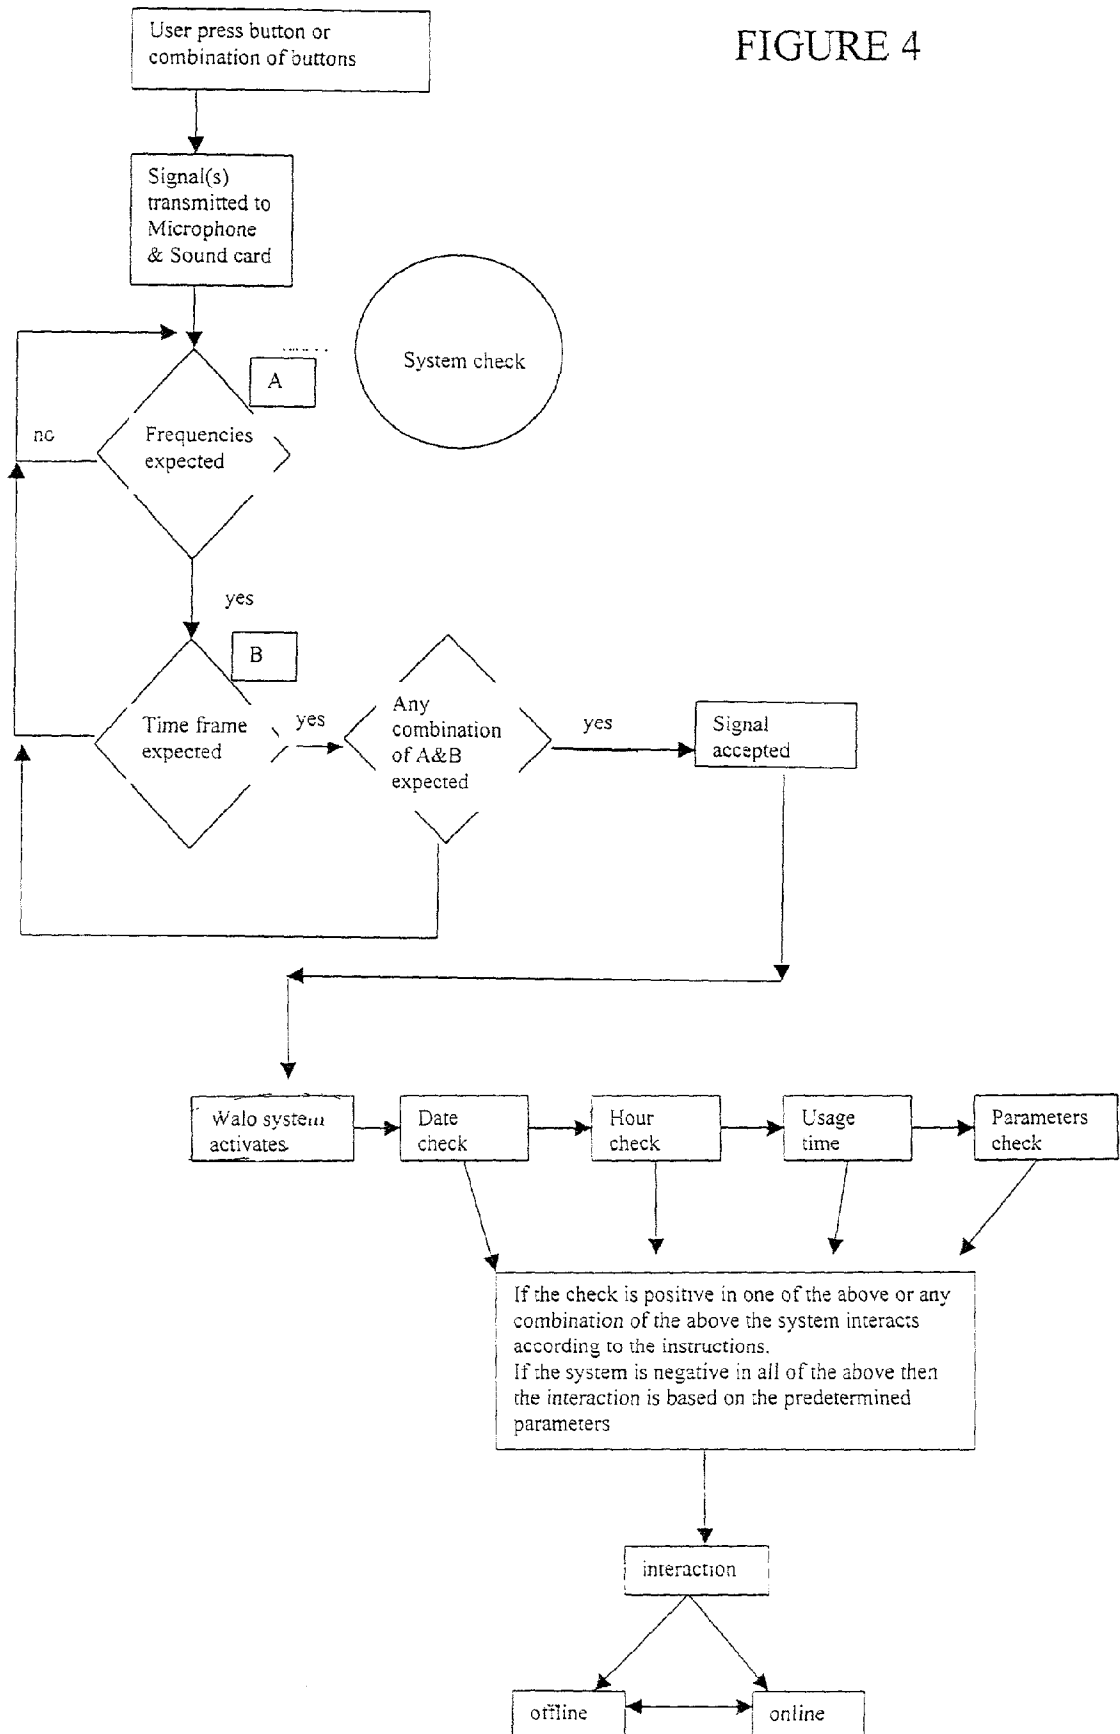 FIGURE 4
User press button or
combination of buttons
Signal(s)
transmitted to
Microphone
& Sound card
System check
A
no
Frequencies
expected
yes
B
Time frame
expected
yes
Any
combination
of A&B
expected
yes
Signal
accepted
Walo system
activates
Date
check
Hour
check
Usage
time
Parameters
check
If the check is positive in one of the above or any
combination of the above the system interacts
according to the instructions.
If the system is negative in all of the above then
the interaction is based on the predetermined
parameters
interaction
offline
online